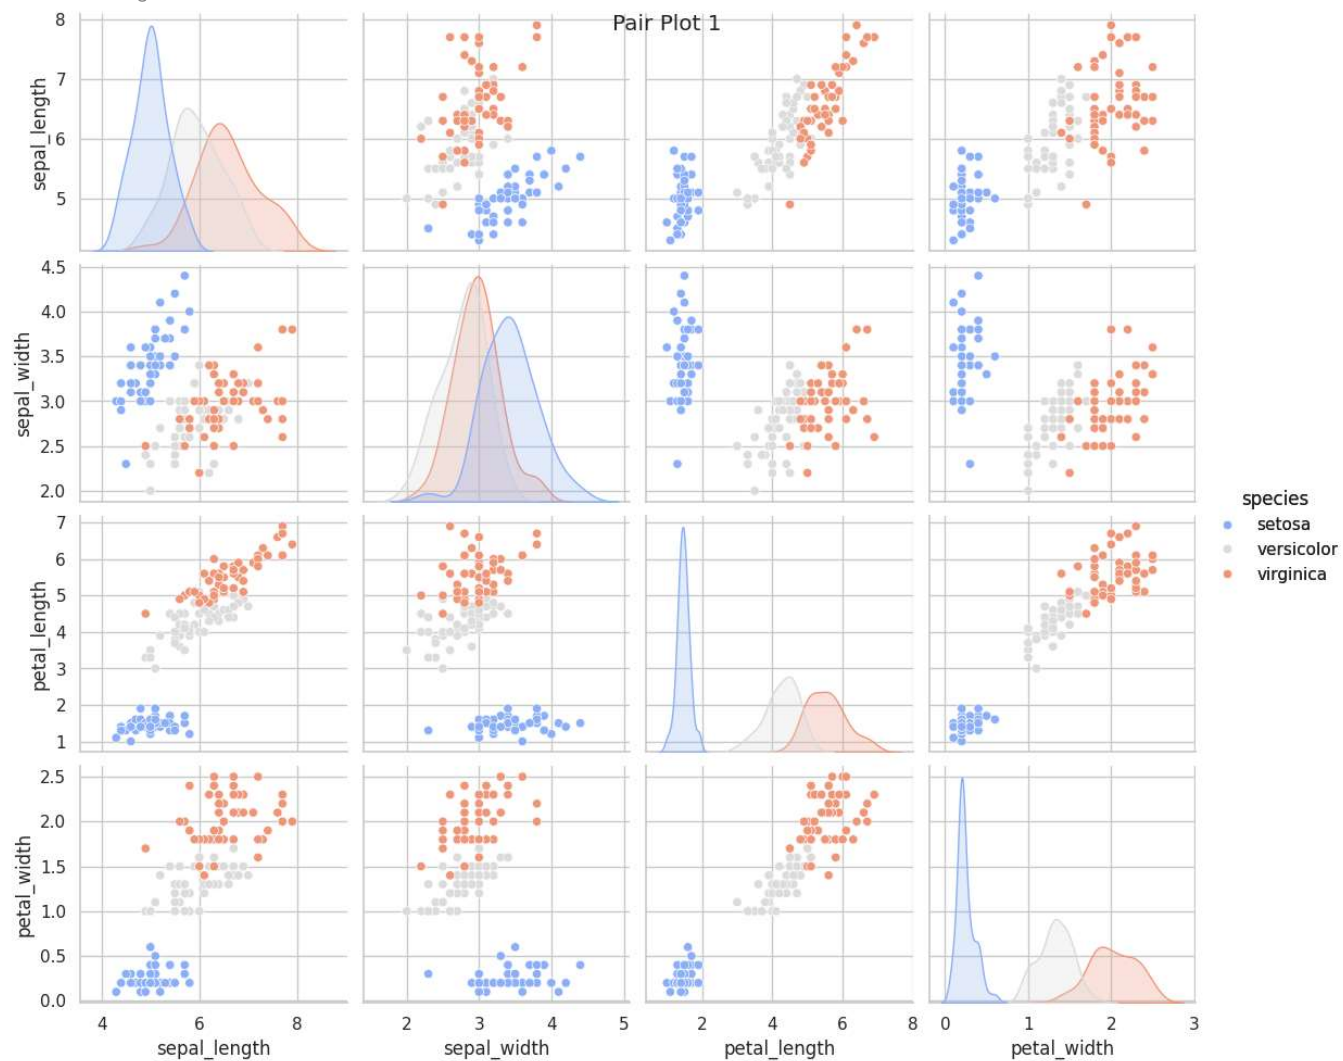 Pair Plot 1
8
7
6
5
sepal_length
4.5
4.0
3.5
3.0
2.5
2.0
sepal_width
7
6
5
4
3
2
1
petal_length
2.5
2.0
1.5
1.0
0.5
0.0
petal_width
4 6 8
sepal_length
2 3 4 5
sepal_width
2 4 6 8
petal_length
0 1 2 3
petal_width
species
setosa
versicolor
virginica